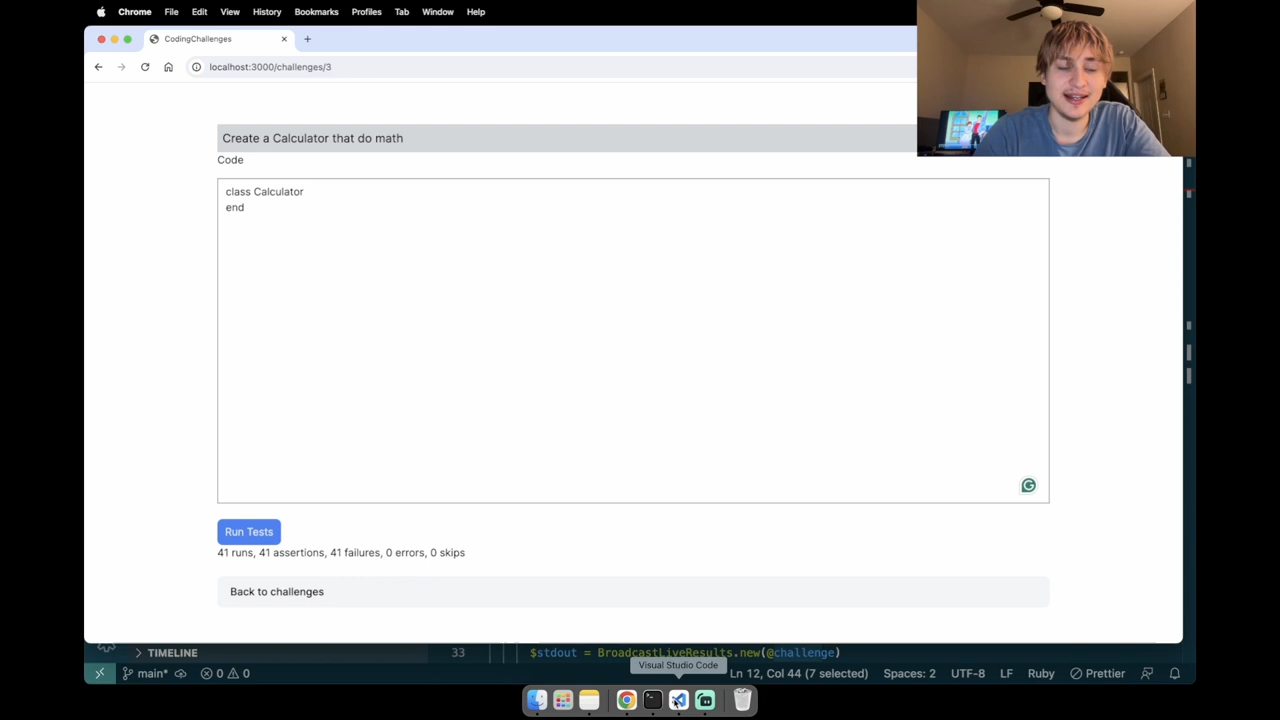 Chrome File Edit View History Bookmarks Profiles Tab Window Help
CodingChallenges
localhost:3000/challenges/3
Create a Calculator that do math
Code
class Calculator
end
Run Tests
41 runs, 41 assertions, 41 failures, 0 errors, 0 skips
Back to challenges
TIMELINE
33 $stdout = BroadcastLiveResults.new(@challenge)
Visual Studio Code
main* 0 0 Ln 12, Col 44 (7 selected) Spaces: 2 UTF-8 LF Ruby Prettier